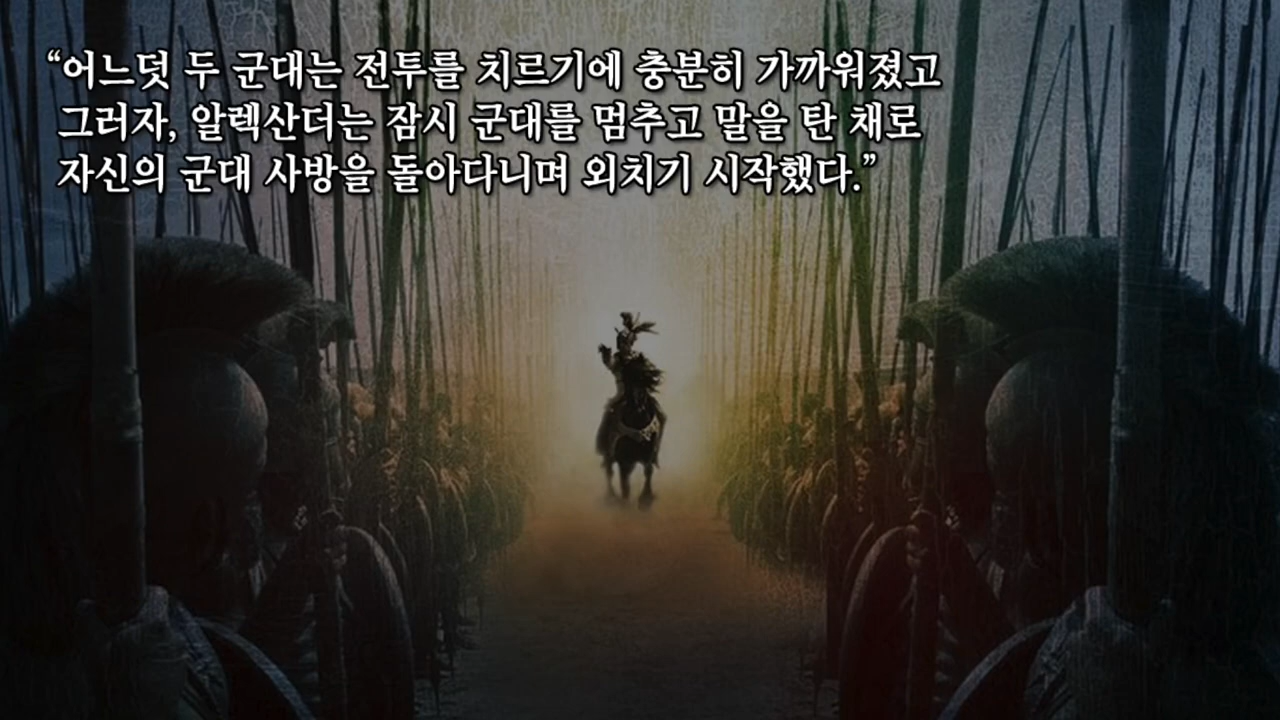 “어느덧 두 군대는 전투를 치르기에 충분히 가까워졌고
그러자, 알렉산더는 잠시 군대를 멈추고 말을 탄 채로
자신의 군대 사방을 돌아다니며 외치기 시작했다.”